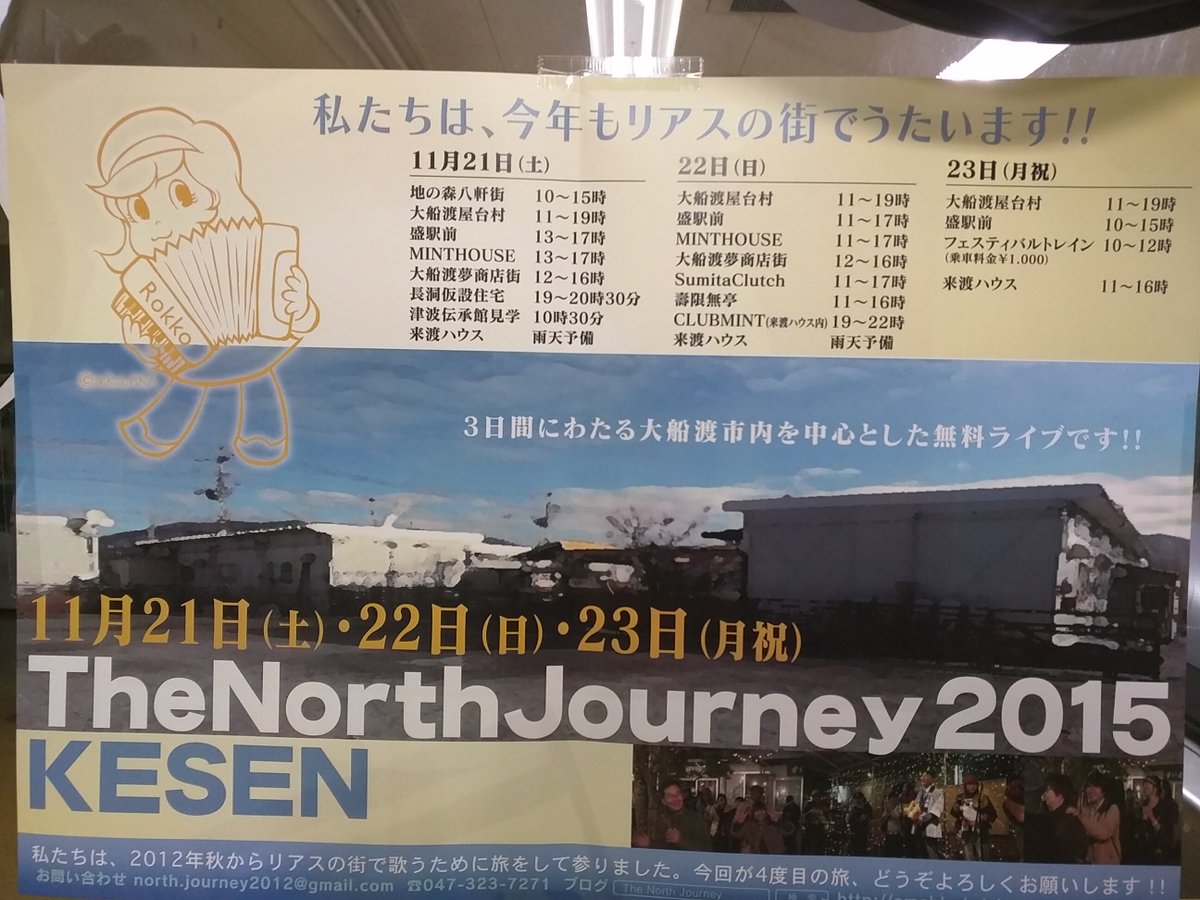 私たちは、今年もリアスの街でうたいます!!
11月21日(土)
地の森八軒街 10～15時
大船渡屋台村 11～19時
盛駅前 13～17時
MINTHOUSE 13～17時
大船渡夢商店街 12～16時
長洞仮設住宅 19～20時30分
津波伝承館見学 10時30分
来渡ハウス 雨天予備
22日(日)
大船渡屋台村 11～19時
盛駅前 11～17時
MINTHOUSE 11～17時
大船渡夢商店街 12～16時
SumitaClutch 11～17時
壽限無亭 11～16時
CLUBMINT(来渡ハウス内) 19～22時
来渡ハウス 雨天予備
23日(月祝)
大船渡屋台村 11～19時
盛駅前 10～15時
フェスティバルトレイン 10～12時
(乗車料金¥1.000)
来渡ハウス 11～16時
Rokko
3日間にわたる大船渡市内を中心とした無料ライブです!!
11月21日(土)・22日(日)・23日(月祝)
TheNorthJourney 2015
KESEN
私たちは、2012年秋からリアスの街で歌うために旅をして参りました。今回が4度目の旅、どうぞよろしくお願いします!!
お問い合わせ north.journey2012@gmail.com ☎047-323-7271 ブログ The North Journey